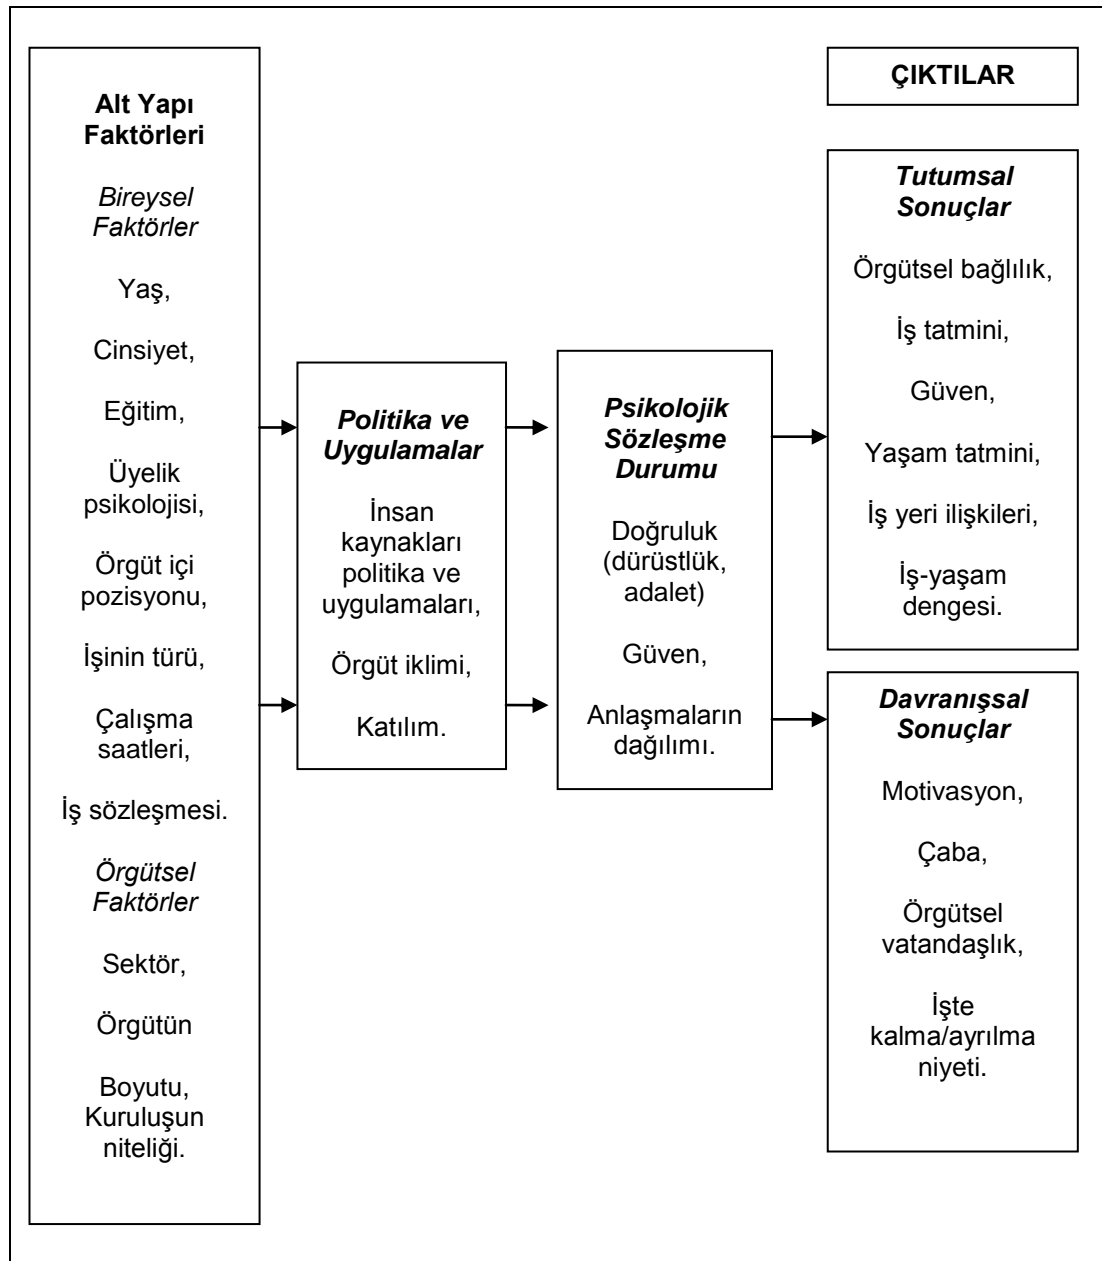 Alt Yapı
Faktörleri
Bireysel
Faktörler
Yaş,
Cinsiyet,
Eğitim,
Üyelik
psikolojisi,
Örgüt içi
pozisyonu,
İşinin türü,
Çalışma
saatleri,
İş sözleşmesi.
Örgütsel
Faktörler
Sektör,
Örgütün
Boyutu,
Kuruluşun
niteliği.
Politika ve
Uygulamalar
İnsan
kaynakları
politika ve
uygulamaları,
Örgüt iklimi,
Katılım.
Psikolojik
Sözleşme
Durumu
Doğruluk
(dürüstlük,
adalet)
Güven,
Anlaşmaların
dağılımı.
ÇIKTILAR
Tutumsal
Sonuçlar
Örgütsel bağlılık,
İş tatmini,
Güven,
Yaşam tatmini,
İş yeri ilişkileri,
İş-yaşam
dengesi.
Davranışsal
Sonuçlar
Motivasyon,
Çaba,
Örgütsel
vatandaşlık,
İşte
kalma/ayrılma
niyeti.